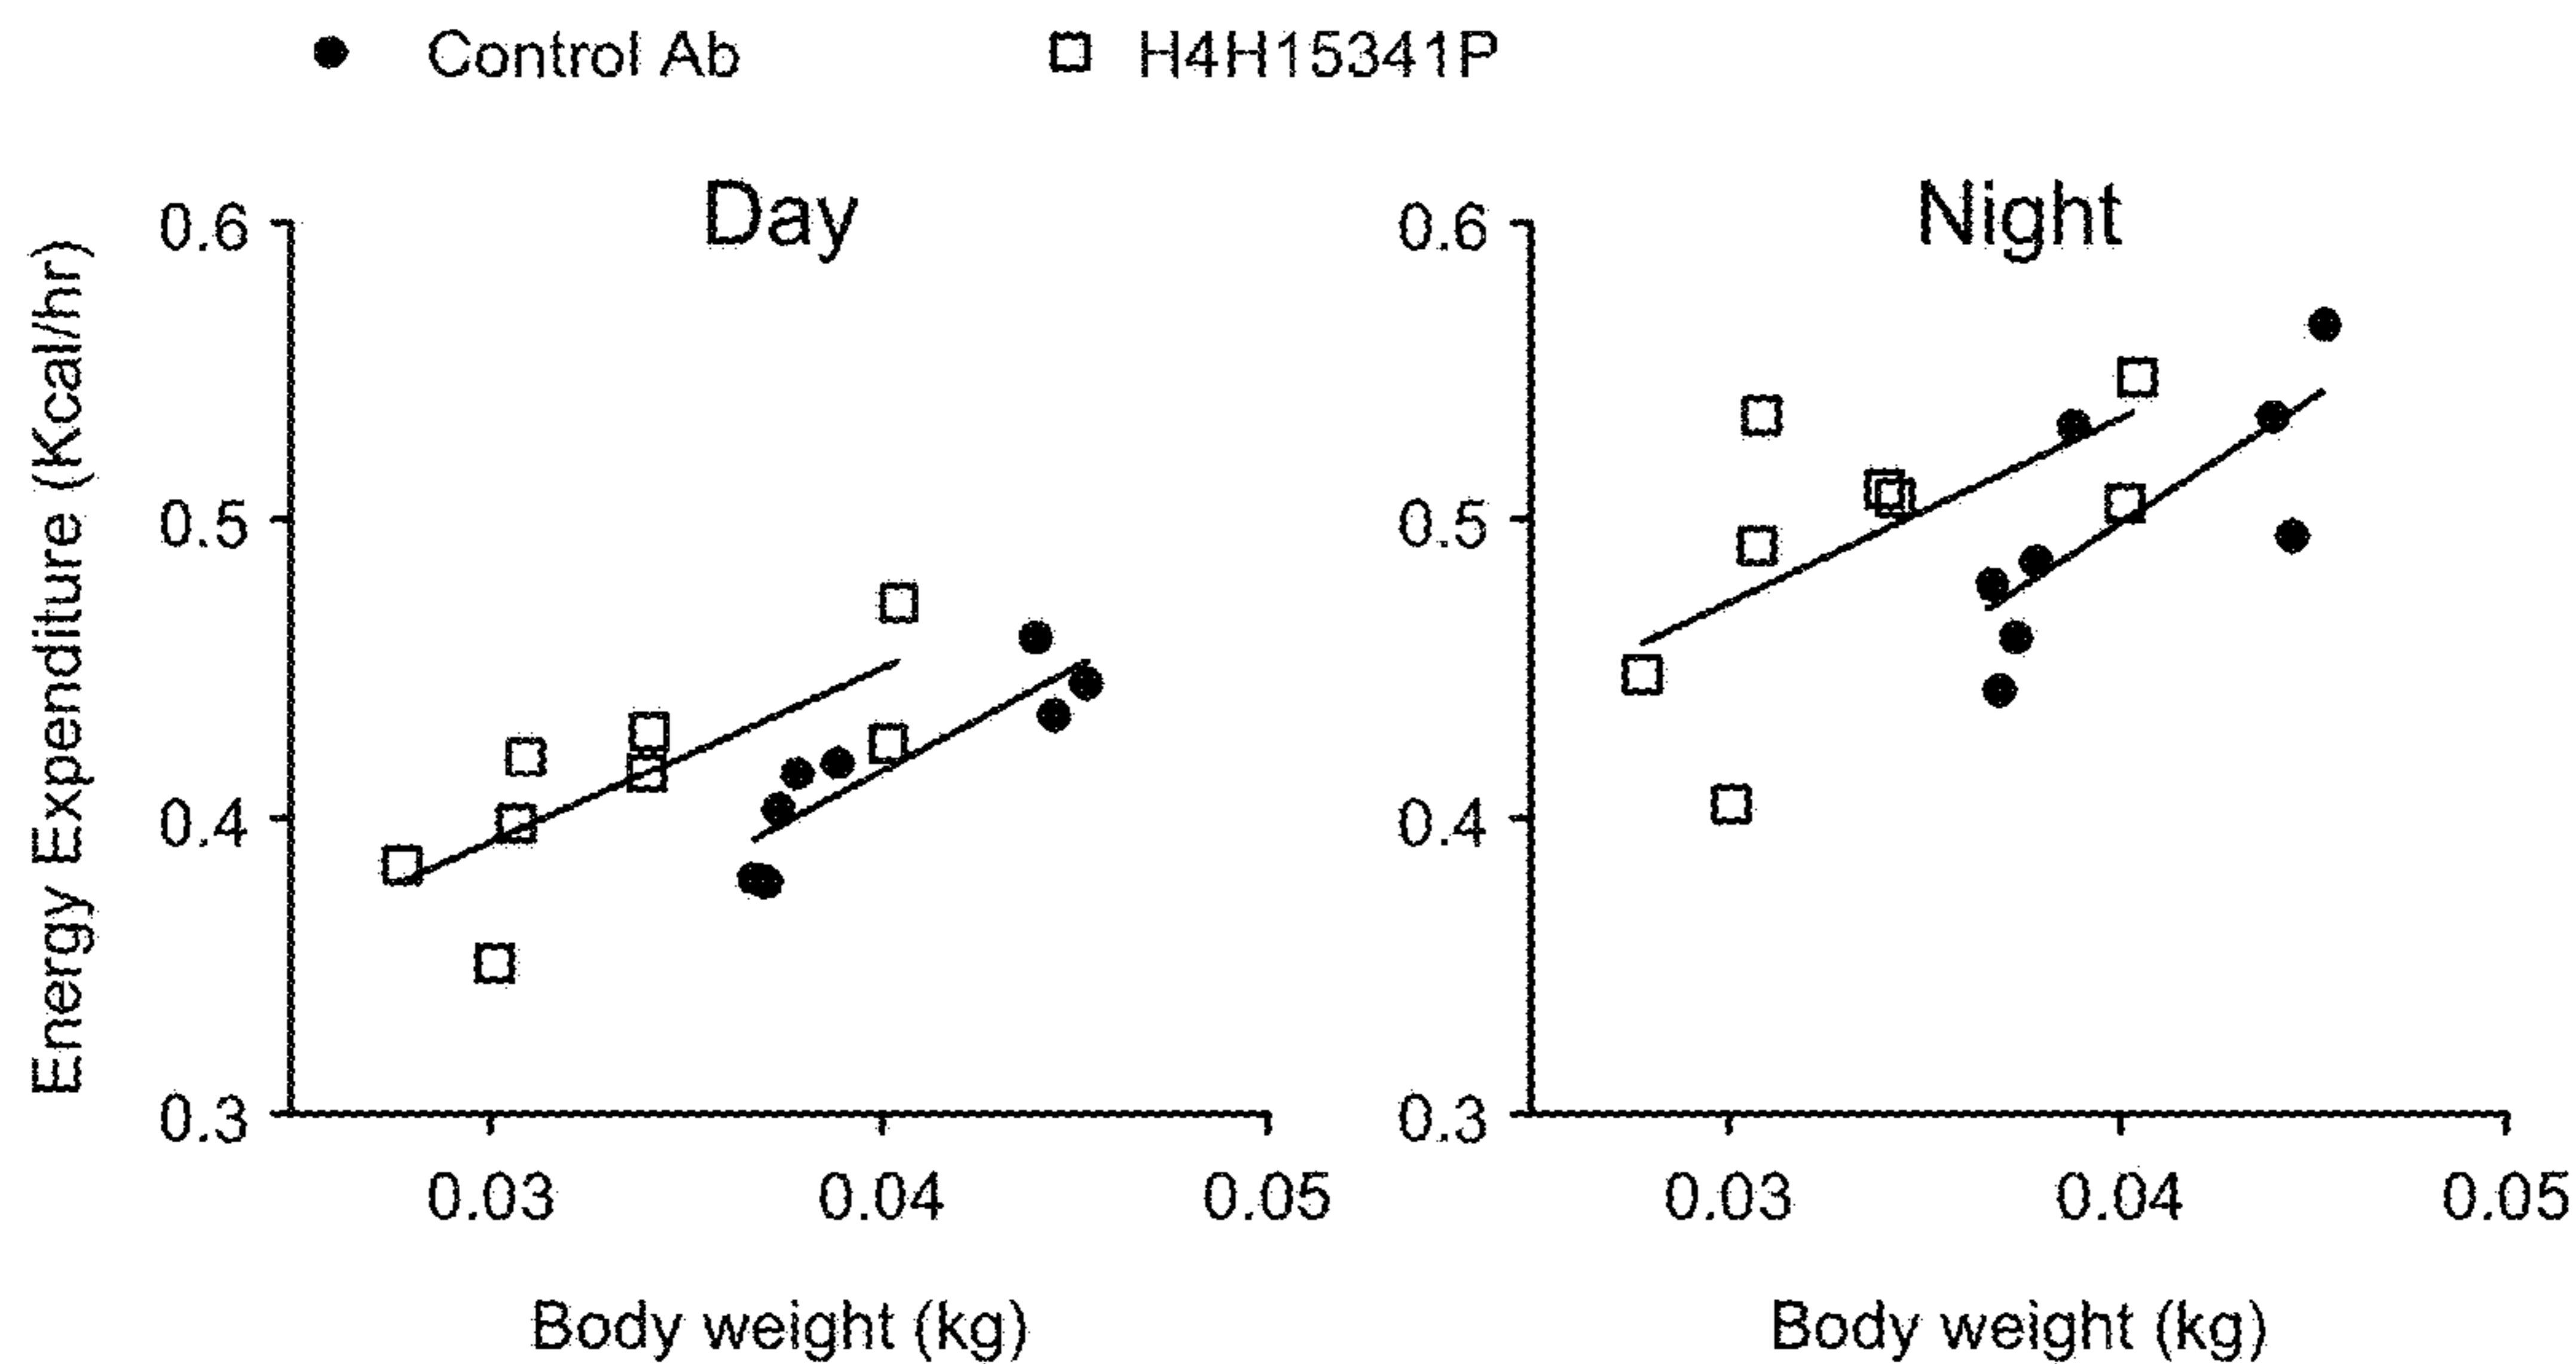 Control Ab
H4H15341P
Day
0.6
0.5
0.4
0.3
0.03
0.04
0.05
Energy Expenditure (Kcal/hr)
Body weight (kg)
Night
0.6
0.5
0.4
0.3
0.03
0.04
0.05
Body weight (kg)